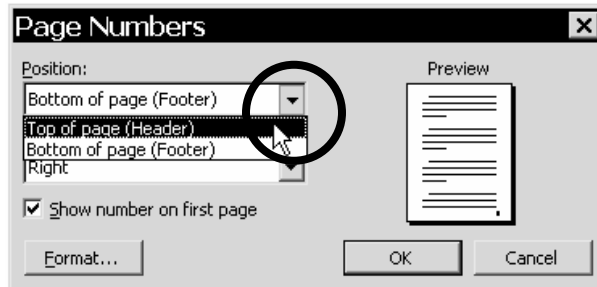 Page Numbers
Position:
Preview
Bottom of page (Footer)
Top of page (Header)
Bottom of page (Footer)
Right
Show number on first page
Format...
OK
Cancel